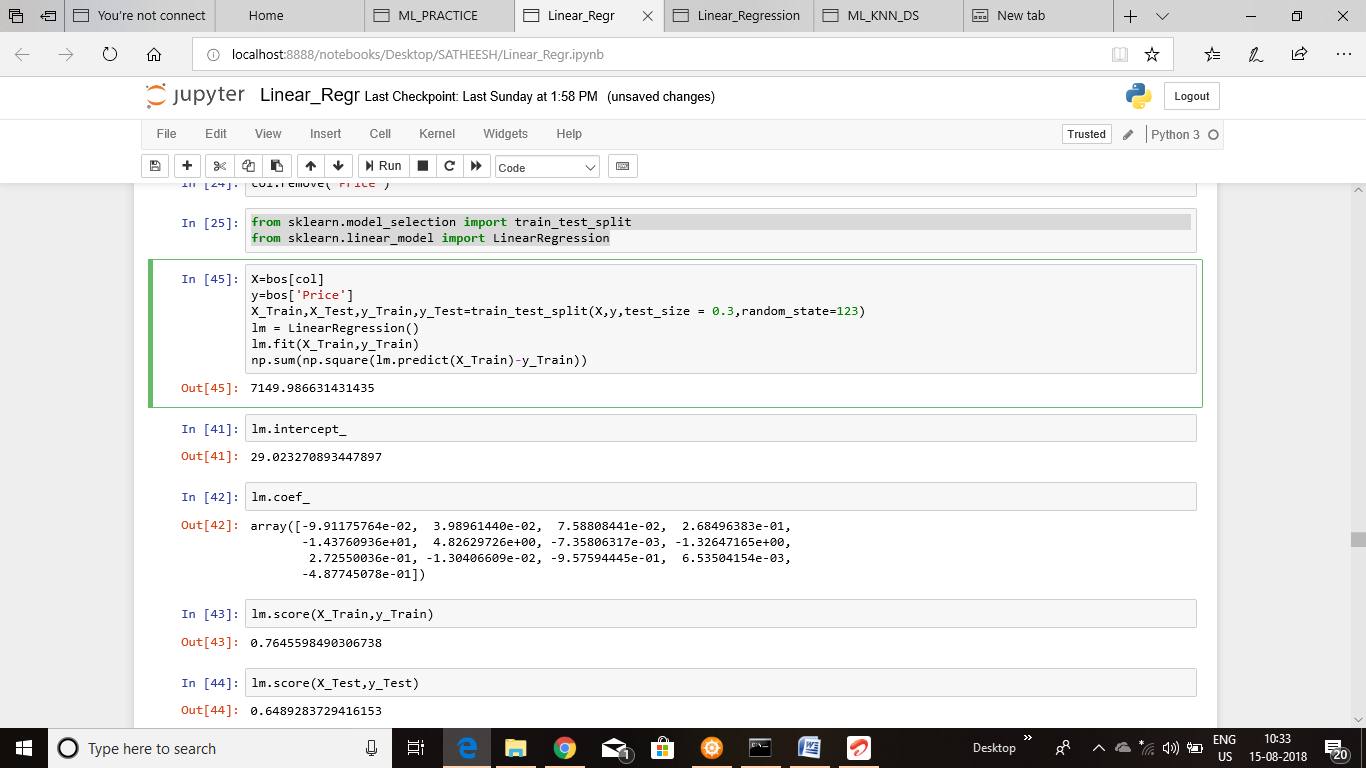 You're not connect
Home
ML_PRACTICE
Linear_Regr
Linear_Regression
ML_KNN_DS
New tab
localhost:8888/notebooks/Desktop/SATHEESH/Linear_Regr.ipynb
jupyter Linear_Regr Last Checkpoint: Last Sunday at 1:58 PM (unsaved changes)
Logout
File Edit View Insert Cell Kernel Widgets Help
Trusted
Python 3
Run
Code
In [24]: col.remove('Price')
In [25]: from sklearn.model_selection import train_test_split
from sklearn.linear_model import LinearRegression
In [45]: X=bos[col]
y=bos['Price']
X_Train,X_Test,y_Train,y_Test=train_test_split(X,y,test_size = 0.3,random_state=123)
lm = LinearRegression()
lm.fit(X_Train,y_Train)
np.sum(np.square(lm.predict(X_Train)-y_Train))
Out[45]: 7149.986631431435
In [41]: lm.intercept_
Out[41]: 29.023270893447897
In [42]: lm.coef_
Out[42]: array([-9.91175764e-02, 3.98961440e-02, 7.58808441e-02, 2.68496383e-01,
-1.43760936e+01, 4.82629726e+00, -7.35806317e-03, -1.32647165e+00,
2.72550036e-01, -1.30406609e-02, -9.57594445e-01, 6.53504154e-03,
-4.87745078e-01])
In [43]: lm.score(X_Train,y_Train)
Out[43]: 0.7645598490306738
In [44]: lm.score(X_Test,y_Test)
Out[44]: 0.6489283729416153
Type here to search
1
Desktop
ENG
US
10:33
15-08-2018
20